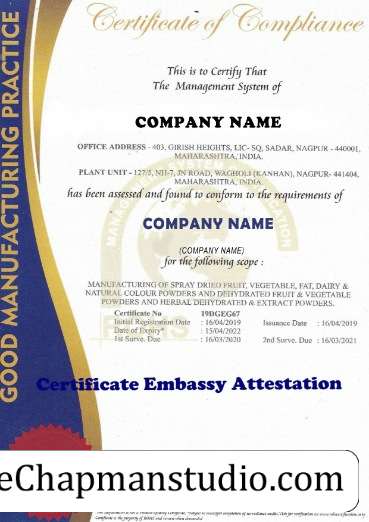 GOOD MANUFACTURING PRACTICE
Certificate of Compliance
This is to Certify That
The Management System of
COMPANY NAME
OFFICE ADDRESS - 403, GIRISH HEIGHTS, LIC- SQ, SADAR, NAGPUR - 440001,
MAHARASHTRA, INDIA.
PLANT UNIT - 127/5, NH-7, JN ROAD, WAGHOLI (KANHAN), NAGPUR- 441404,
MAHARASHTRA, INDIA.
has been assessed and found to conform to the requirements of
COMPANY NAME
(COMPANY NAME)
for the following scope :
MANUFACTURING OF SPRAY DRIED FRUIT, VEGETABLE, FAT, DAIRY &
NATURAL COLOUR POWDERS AND DEHYDRATED FRUIT & VEGETABLE
POWDERS AND HERBAL DEHYDRATED & EXTRACT POWDERS.
Certificate No : 19DGEG67
Initial Registration Date : 16/04/2019 Issuance Date : 16/04/2019
Date of Expiry* : 15/04/2022
1st Surve. Due : 16/03/2020 2nd Surve. Due : 16/03/2021
Certificate Embassy Attestation
eChapmanstudio.com